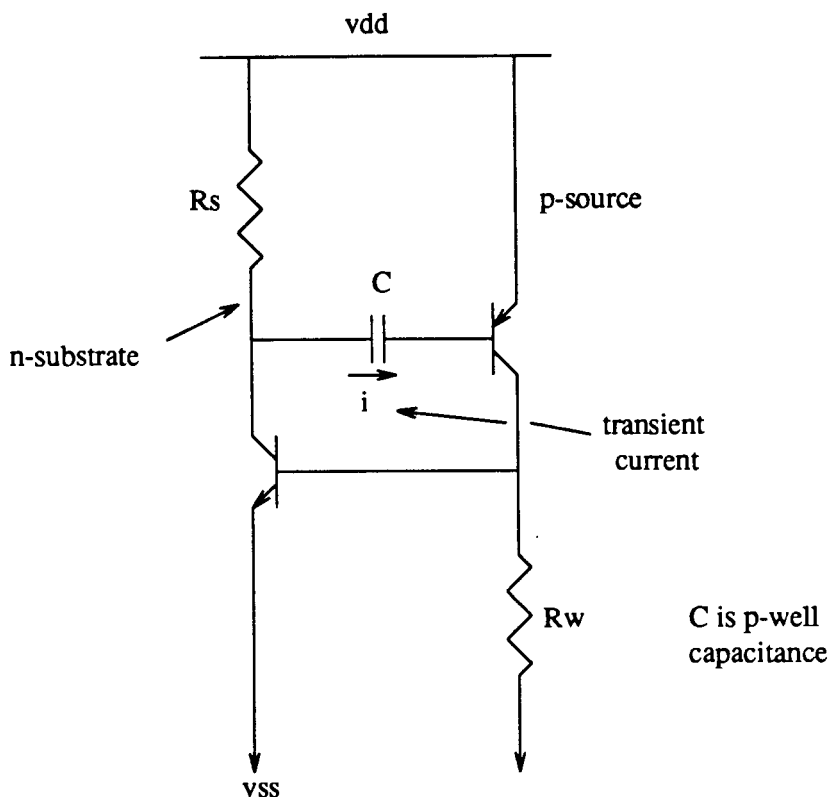 vdd
Rs
p-source
C
n-substrate
i
transient
current
Rw
C is p-well
capacitance
vss